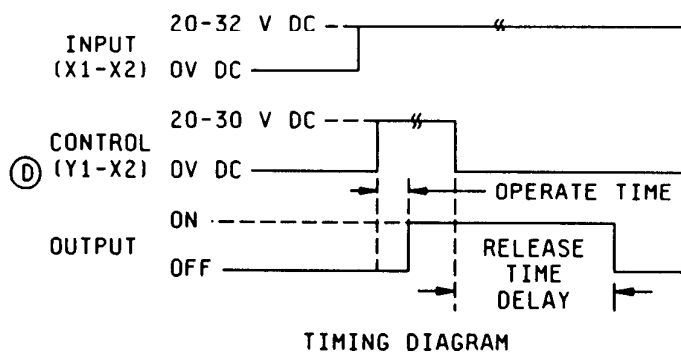 20-32 V DC
INPUT
(X1-X2) 0V DC
20-30 V DC
CONTROL
D (Y1-X2) 0V DC
OPERATE TIME
ON
OUTPUT
OFF
RELEASE
TIME
DELAY
TIMING DIAGRAM